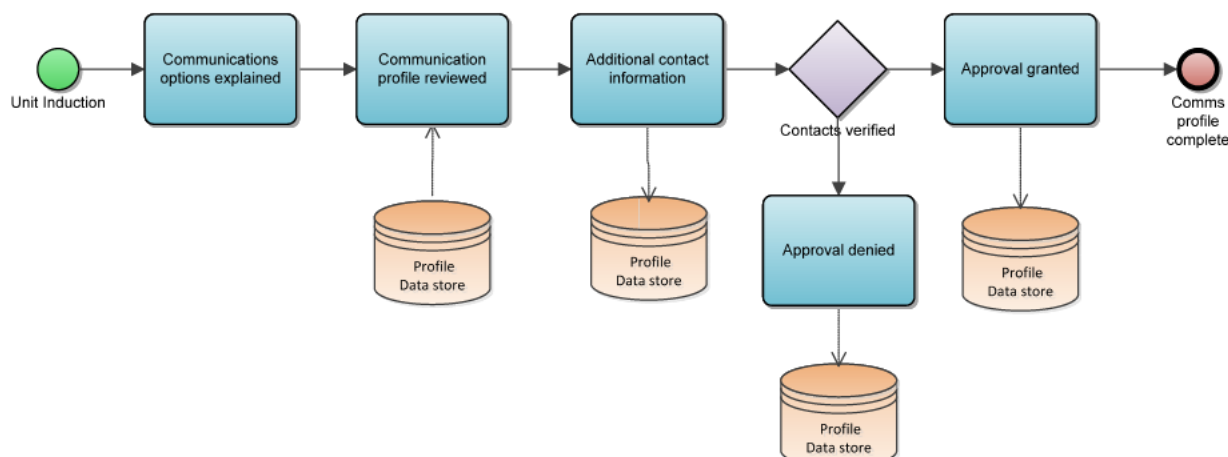 Unit Induction
Communications
options explained
Communication
profile reviewed
Additional contact
information
Contacts verified
Approval granted
Comms
profile
complete
Profile
Data store
Profile
Data store
Approval denied
Profile
Data store
Profile
Data store